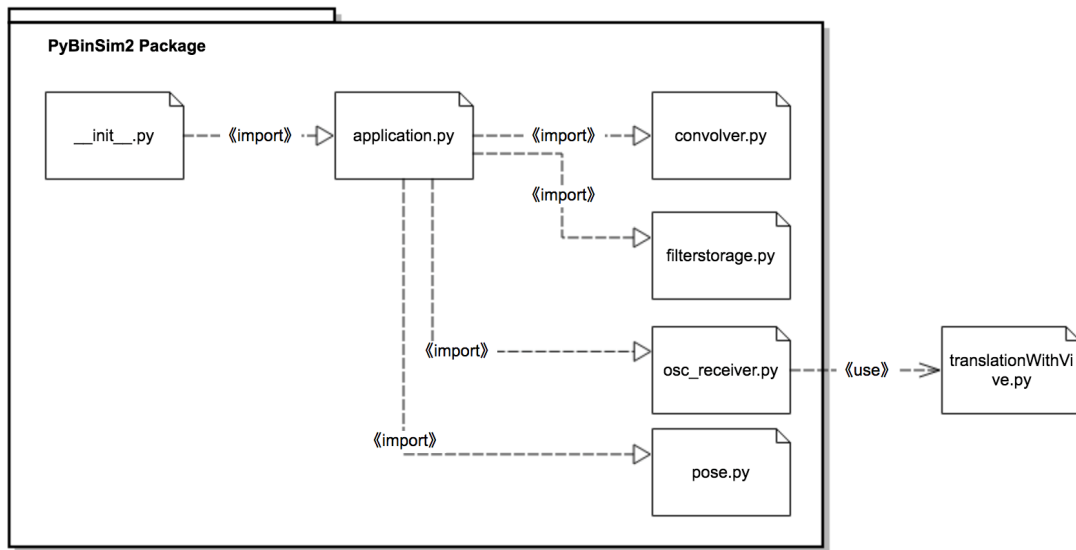 PyBinSim2 Package
__init__.py
《import》
application.py
《import》
convolver.py
《import》
filterstorage.py
《import》
osc_receiver.py
《use》
translationWithVi
ve.py
《import》
pose.py